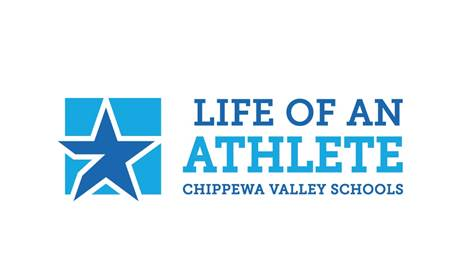 LIFE OF AN
ATHLETE
CHIPPEWA VALLEY SCHOOLS